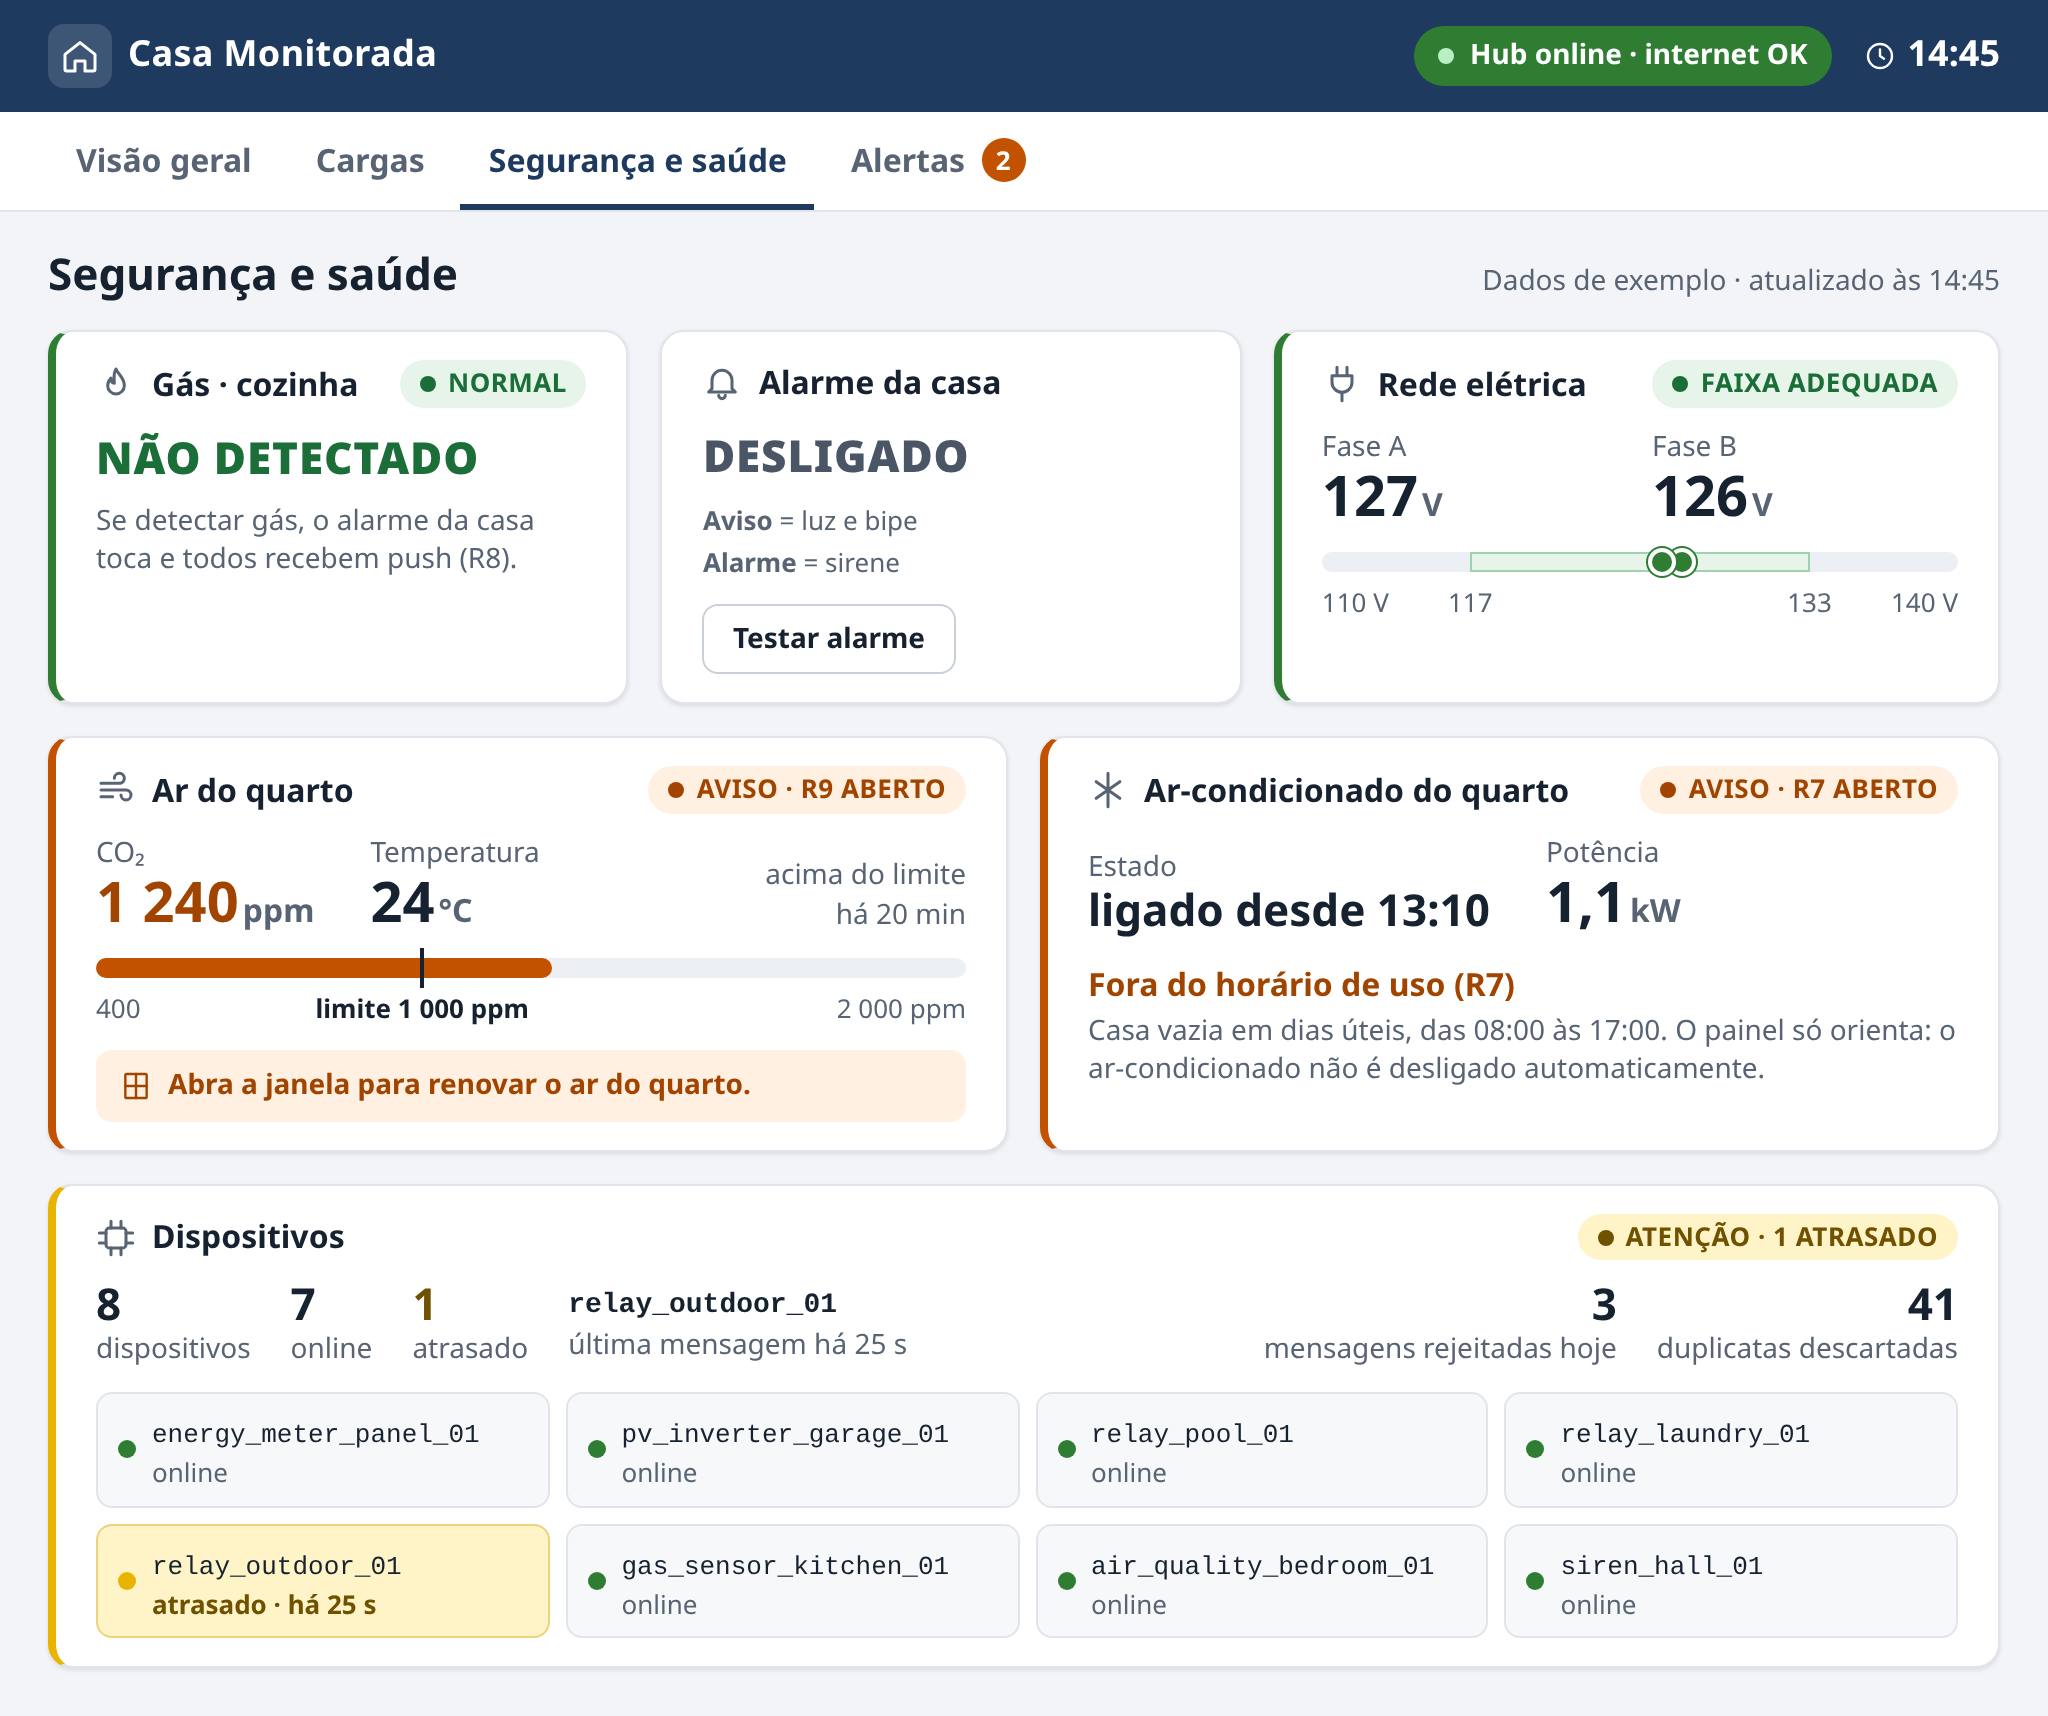 Casa Monitorada
Hub online · internet OK
14:45
Visão geral
Cargas
Segurança e saúde
Alertas 2
Segurança e saúde
Dados de exemplo · atualizado às 14:45
Gás · cozinha
NORMAL
NÃO DETECTADO
Se detectar gás, o alarme da casa
toca e todos recebem push (R8).
Alarme da casa
DESLIGADO
Aviso = luz e bipe
Alarme = sirene
Testar alarme
Rede elétrica
FAIXA ADEQUADA
Fase A
127 V
Fase B
126 V
110 V
117
133
140 V
Ar do quarto
AVISO · R9 ABERTO
CO₂
1 240 ppm
Temperatura
24 °C
acima do limite
há 20 min
400
limite 1 000 ppm
2 000 ppm
Abra a janela para renovar o ar do quarto.
Ar-condicionado do quarto
AVISO · R7 ABERTO
Estado
ligado desde 13:10
Potência
1,1 kW
Fora do horário de uso (R7)
Casa vazia em dias úteis, das 08:00 às 17:00. O painel só orienta: o
ar-condicionado não é desligado automaticamente.
Dispositivos
ATENÇÃO · 1 ATRASADO
8
dispositivos
7
online
1
atrasado
relay_outdoor_01
última mensagem há 25 s
3
mensagens rejeitadas hoje
41
duplicatas descartadas
energy_meter_panel_01
online
pv_inverter_garage_01
online
relay_pool_01
online
relay_laundry_01
online
relay_outdoor_01
atrasado · há 25 s
gas_sensor_kitchen_01
online
air_quality_bedroom_01
online
siren_hall_01
online